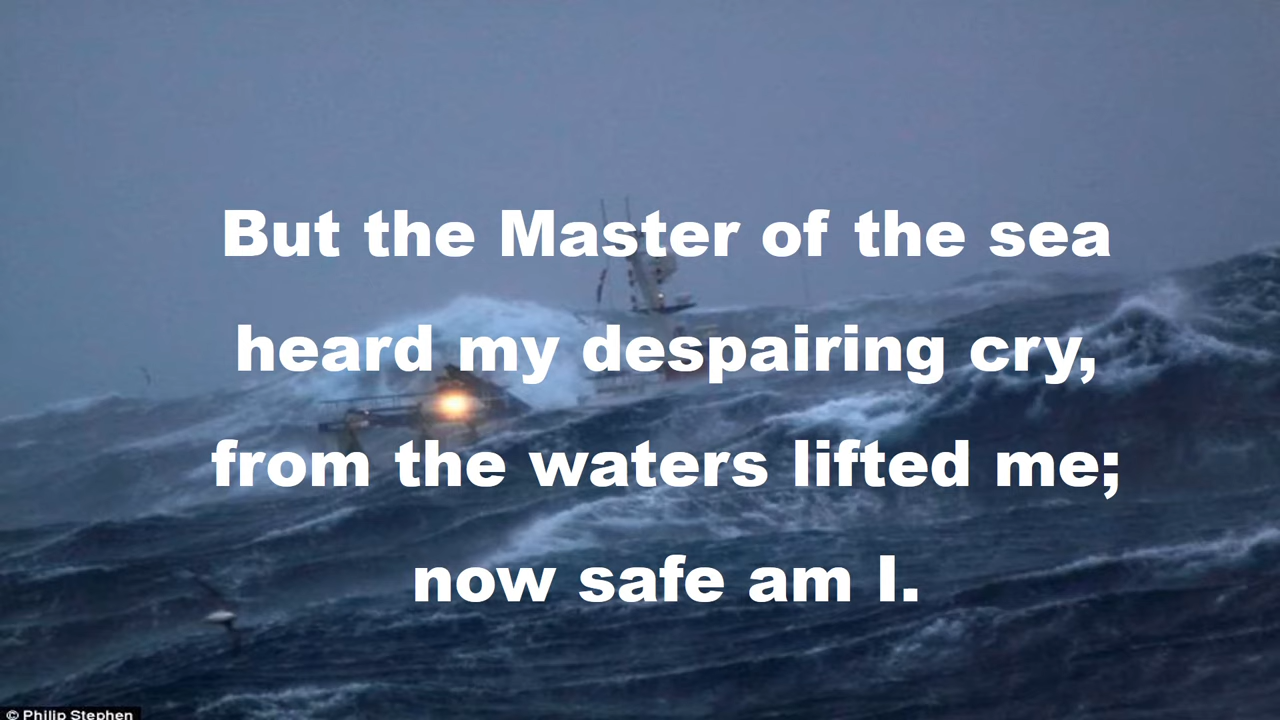 But the Master of the sea
heard my despairing cry,
from the waters lifted me;
now safe am I.
© Philip Stephen